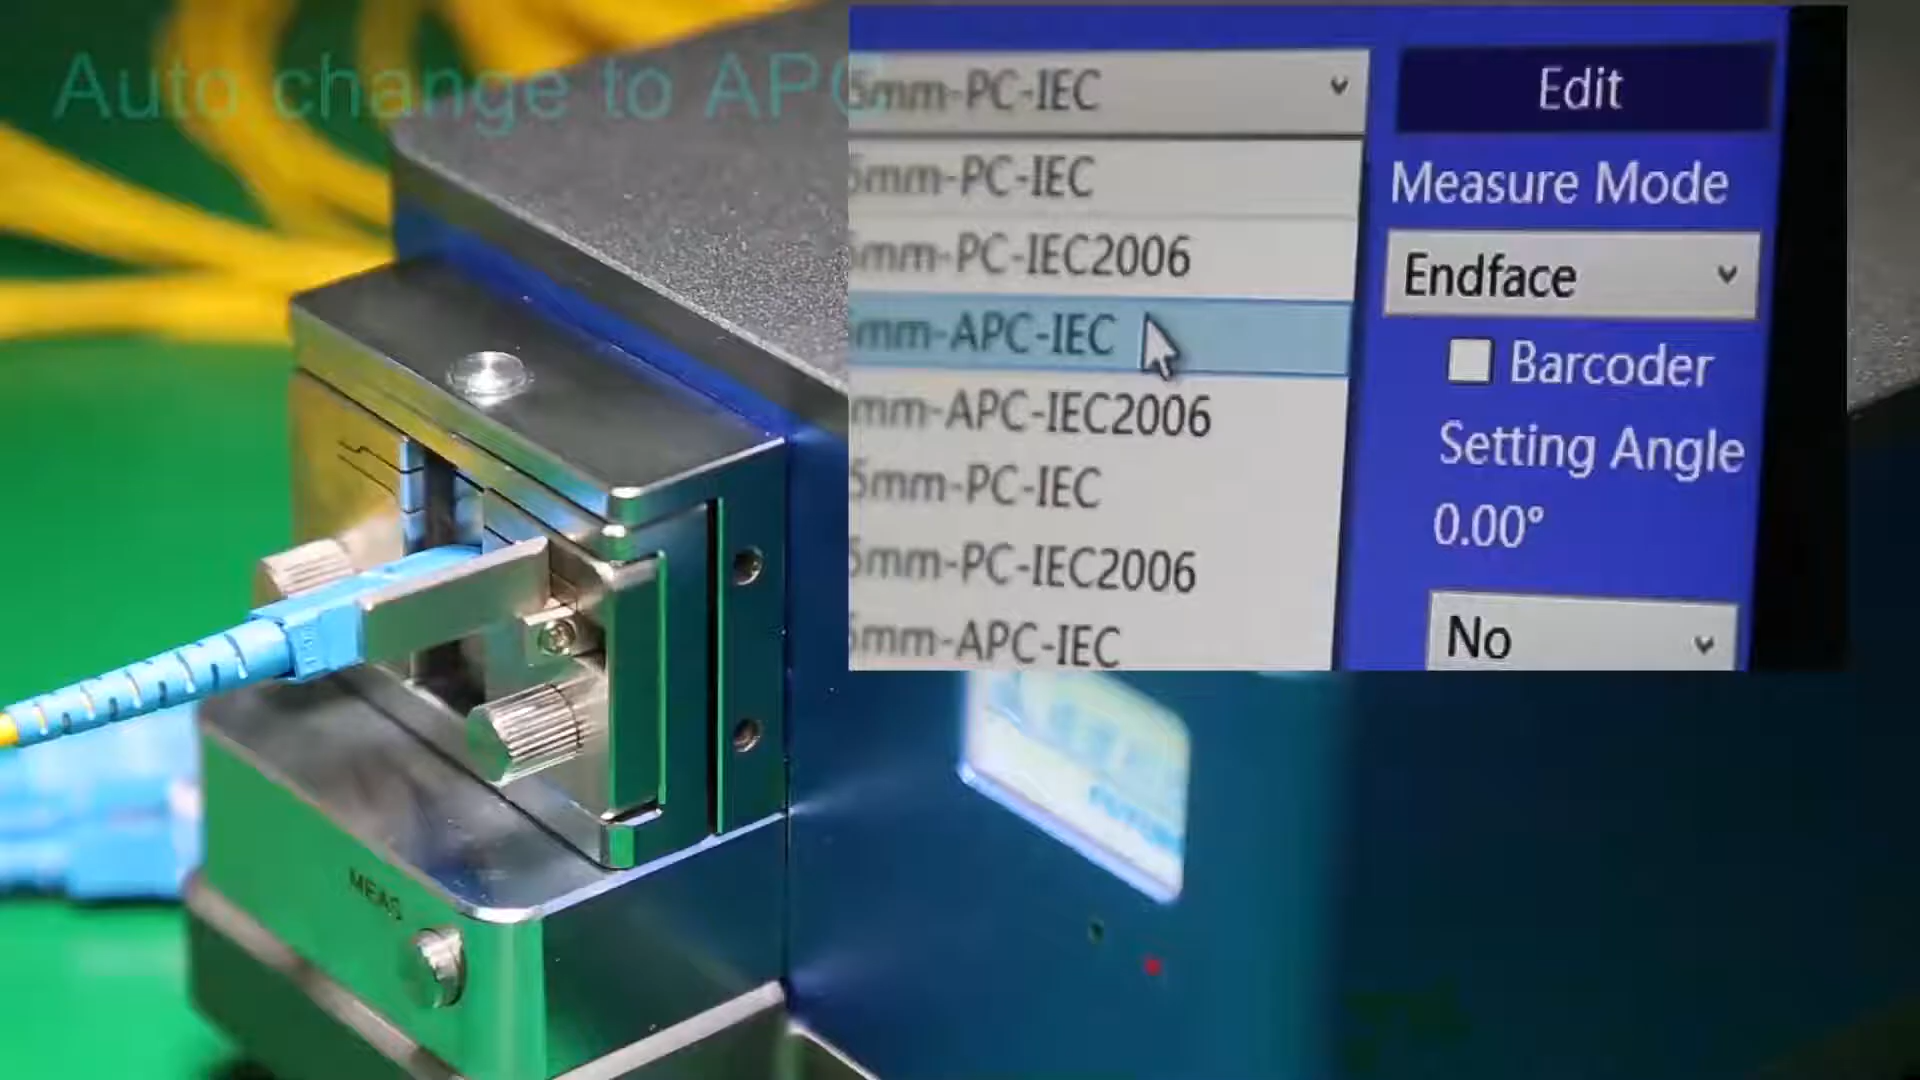 Auto change to APC
5mm-PC-IEC
5mm-PC-IEC
5mm-PC-IEC2006
5mm-APC-IEC
mm-APC-IEC2006
5mm-PC-IEC
5mm-PC-IEC2006
5mm-APC-IEC
Edit
Measure Mode
Endface
Barcoder
Setting Angle
0.00°
No
MEAS